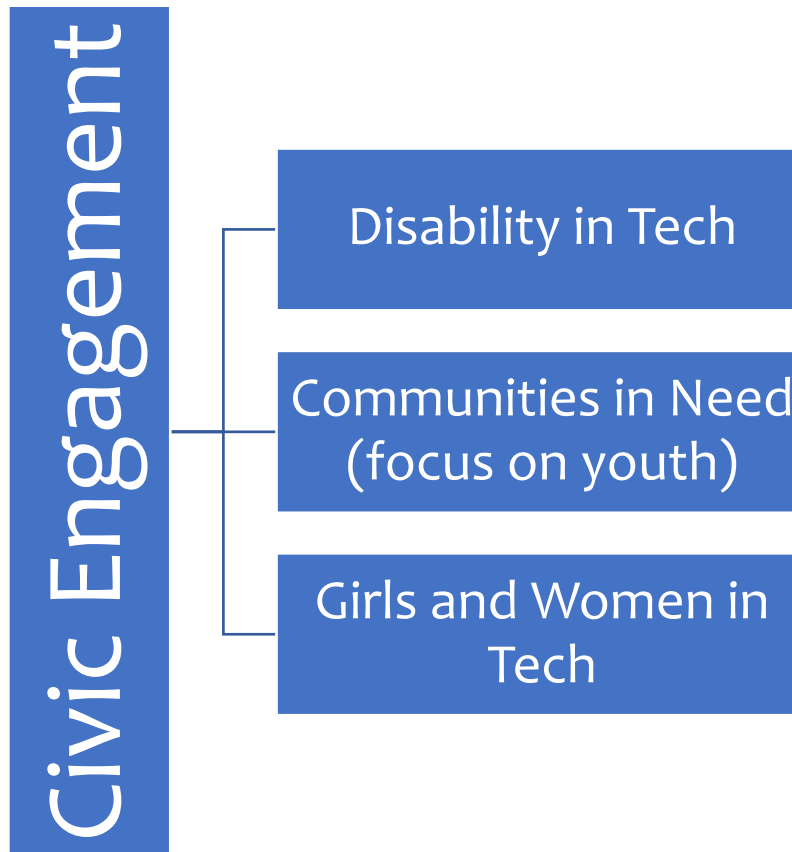 Civic Engagement
Disability in Tech
Communities in Need
(focus on youth)
Girls and Women in
Tech